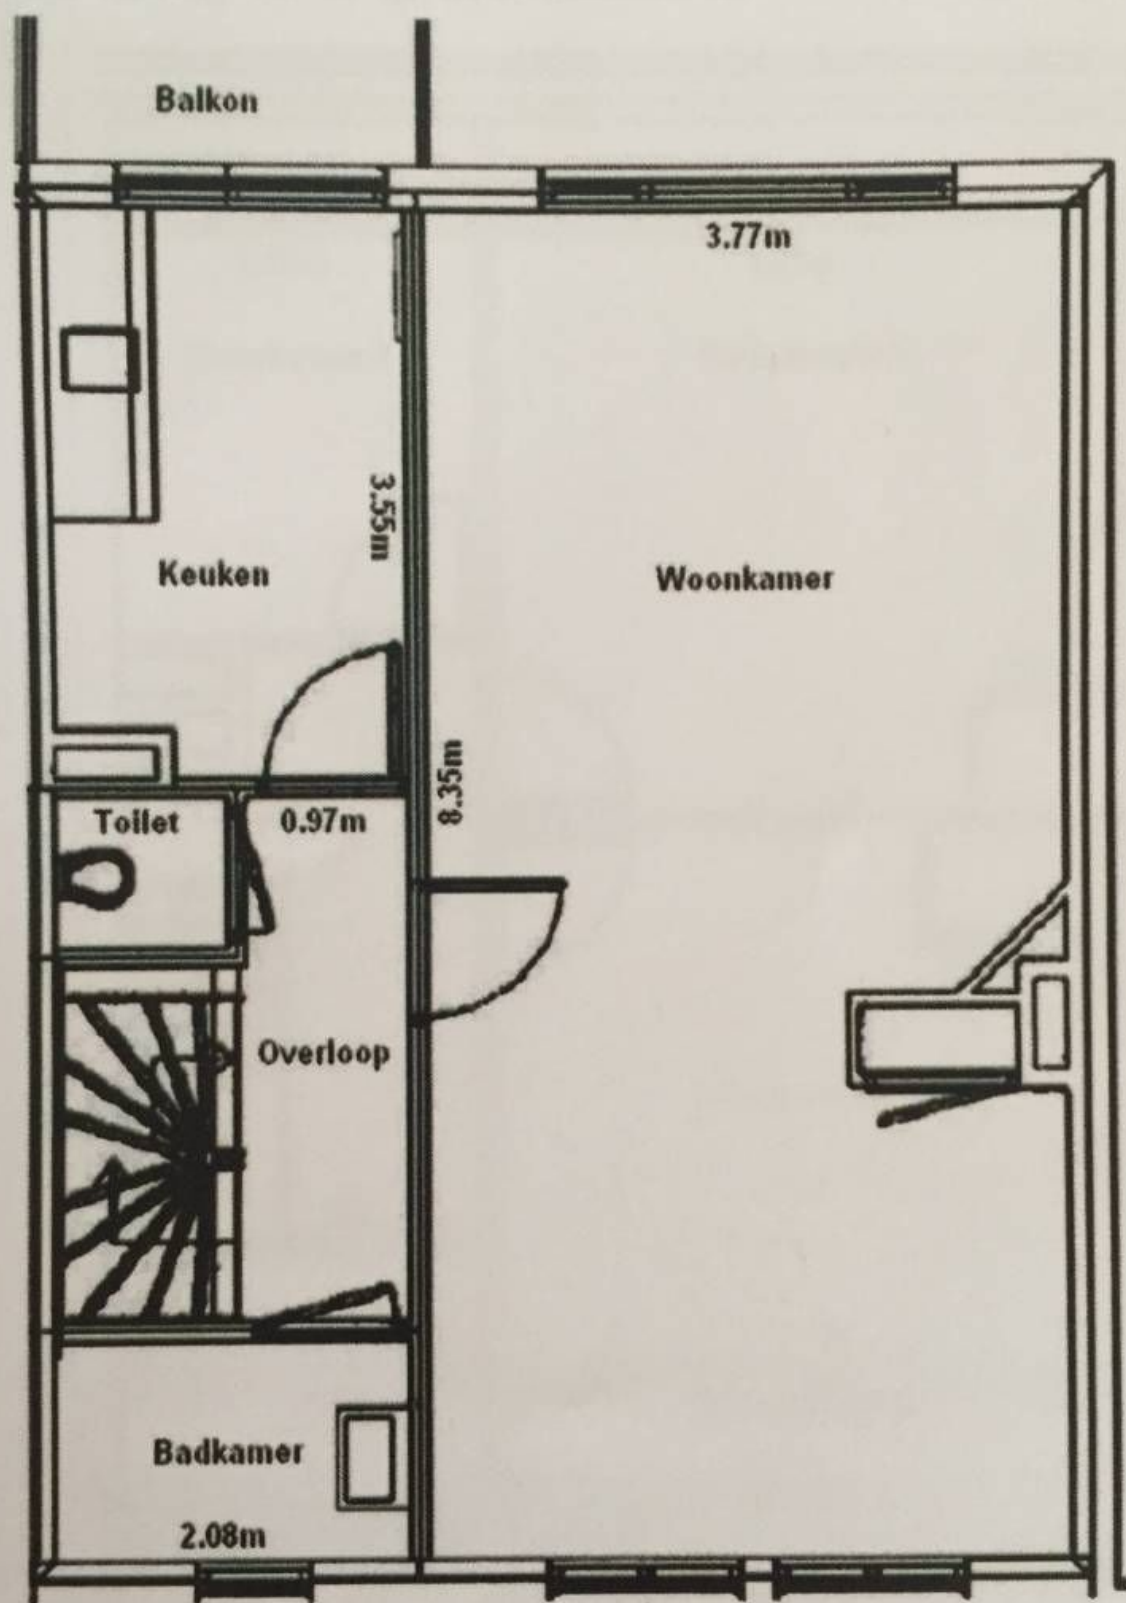 Balkon
3.77m
3.55m
Keuken
Woonkamer
8.35m
Toilet
0.97m
Overloop
Badkamer
2.08m